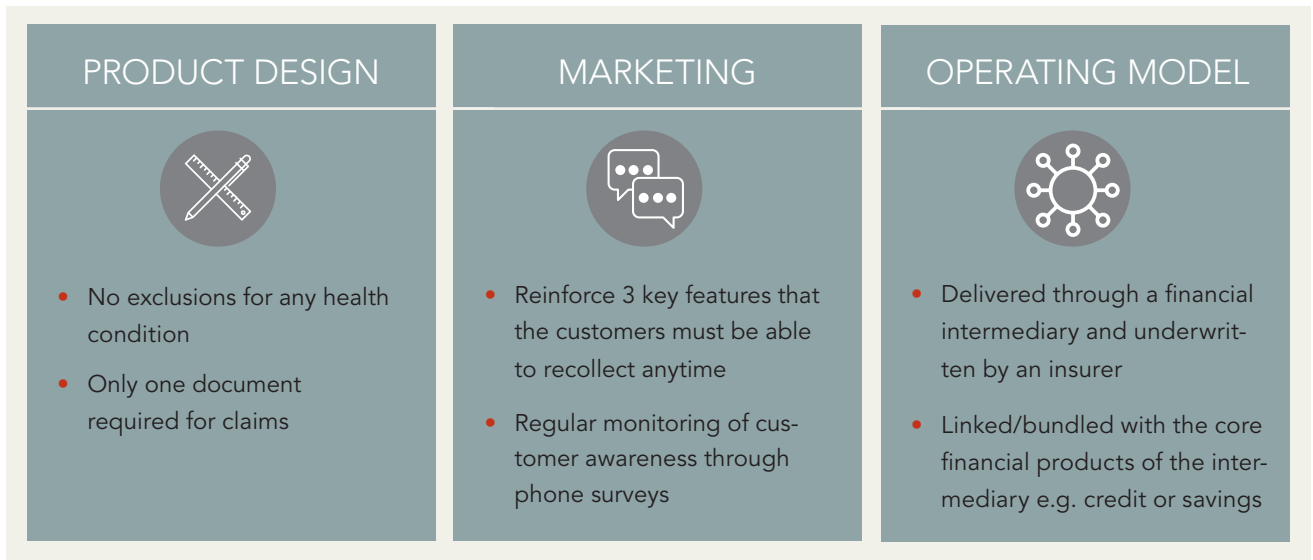 PRODUCT DESIGN
No exclusions for any health
condition
Only one document
required for claims
MARKETING
Reinforce 3 key features that
the customers must be able
to recollect anytime
Regular monitoring of cus-
tomer awareness through
phone surveys
OPERATING MODEL
Delivered through a financial
intermediary and underwrit-
ten by an insurer
Linked/bundled with the core
financial products of the inter-
mediary e.g. credit or savings